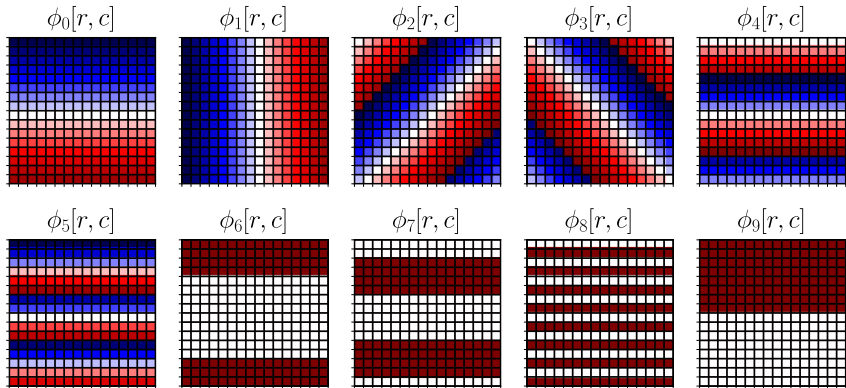 ϕ₀[r, c] ϕ₁[r, c] ϕ₂[r, c] ϕ₃[r, c] ϕ₄[r, c]
ϕ₅[r, c] ϕ₆[r, c] ϕ₇[r, c] ϕ₈[r, c] ϕ₉[r, c]